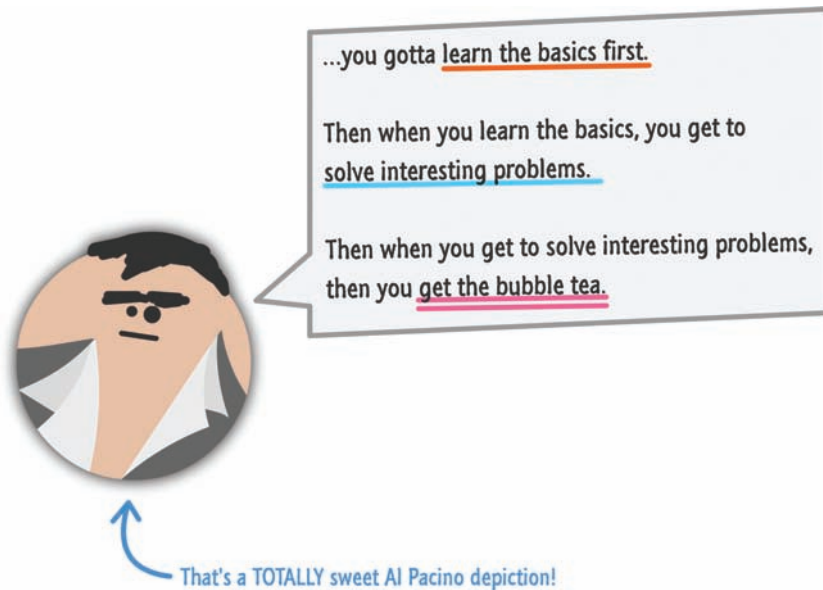 ...you gotta learn the basics first.
Then when you learn the basics, you get to
solve interesting problems.
Then when you get to solve interesting problems,
then you get the bubble tea.
That's a TOTALLY sweet Al Pacino depiction!